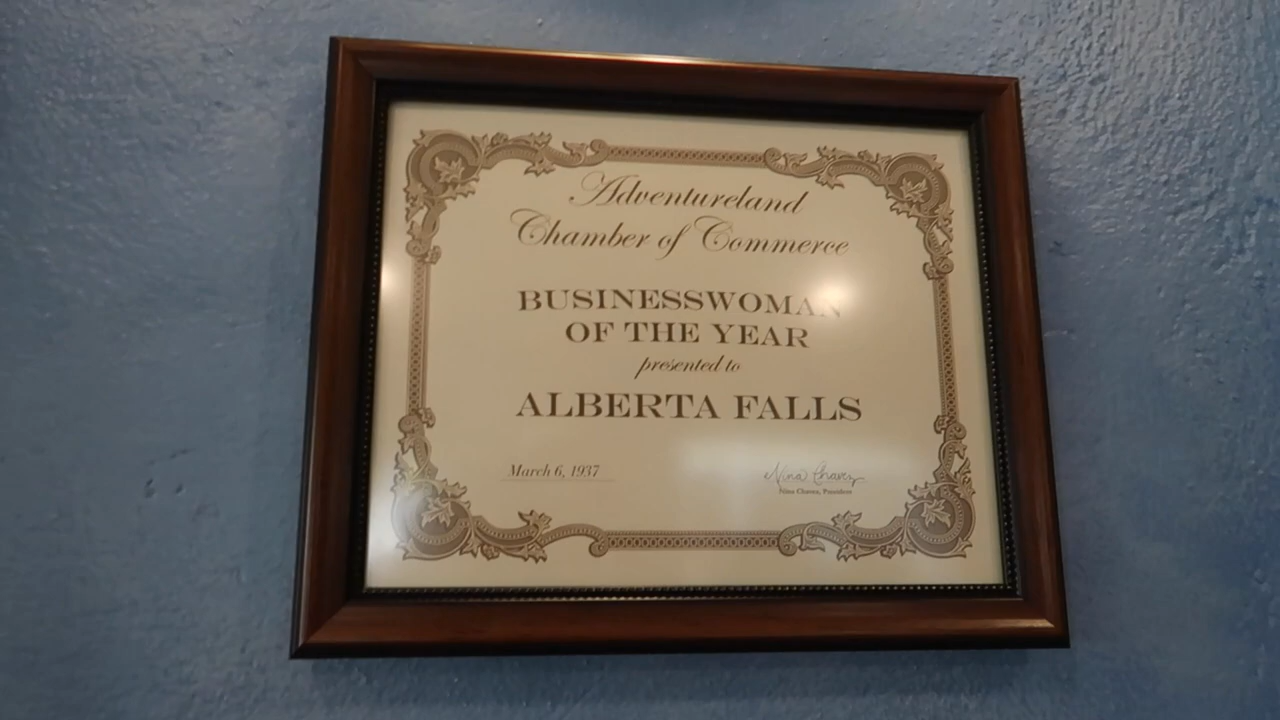 Adventureland
Chamber of Commerce
BUSINESSWOMAN
OF THE YEAR
presented to
ALBERTA FALLS
March 6, 1937
Nina Chavez
Nina Chavez, President